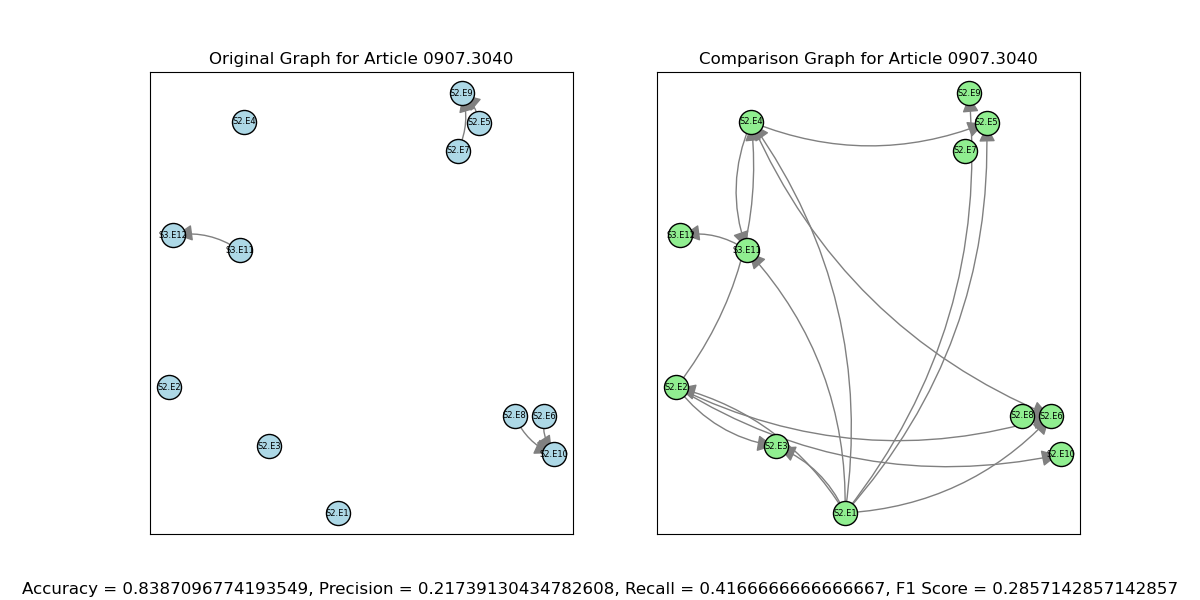 Original Graph for Article 0907.3040
Comparison Graph for Article 0907.3040
S2.E9
S2.E4
S2.E5
S2.E7
S3.E12
S3.E11
S2.E2
S2.E8
S2.E6
S2.E3
S2.E10
S2.E1
S2.E9
S2.E4
S2.E5
S2.E7
S3.E12
S3.E11
S2.E2
S2.E8
S2.E6
S2.E3
S2.E10
S2.E1
Accuracy = 0.8387096774193549, Precision = 0.21739130434782608, Recall = 0.4166666666666667, F1 Score = 0.2857142857142857